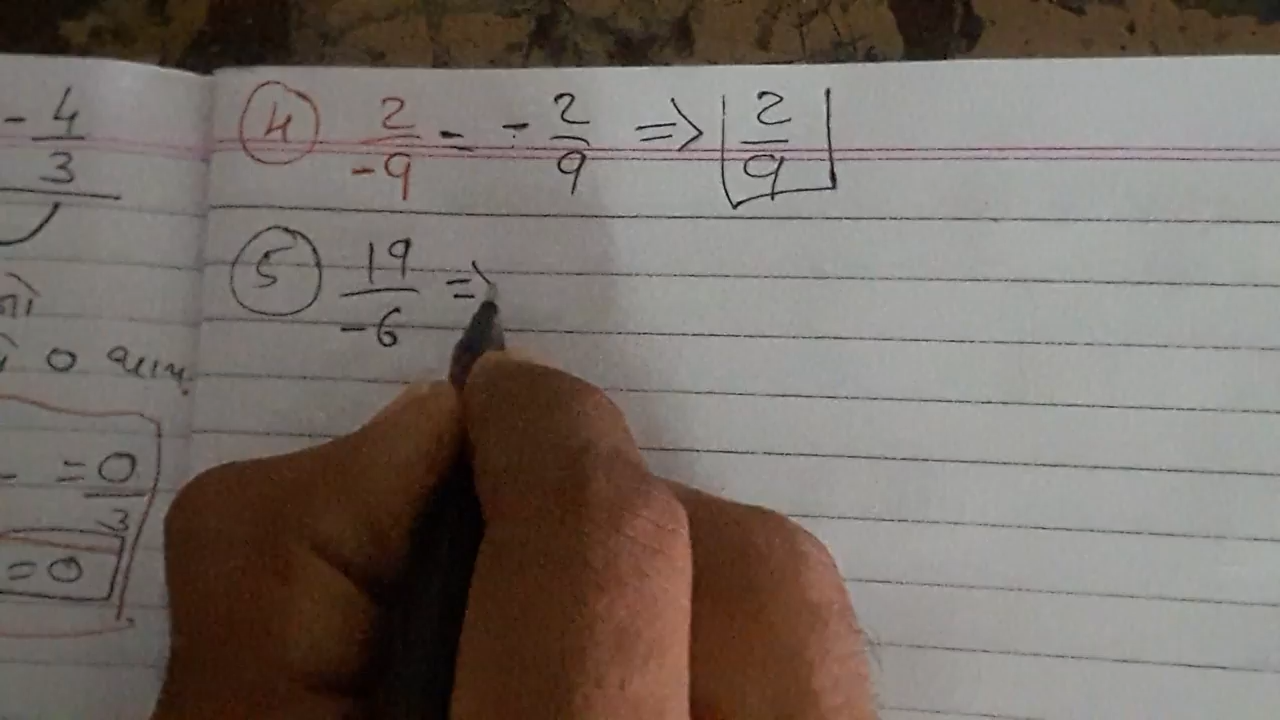 -4/3
④ 2/-9 = -2/9 ⇒ 2/9
⑤ 19/-6 ⇒
0
= 0/3
= 0